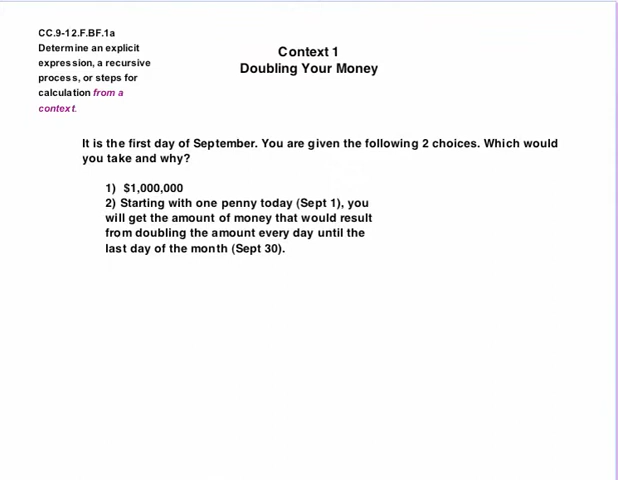 CC.9-12.F.BF.1a
Determine an explicit
expression, a recursive
process, or steps for
calculation from a
context.
Context 1
Doubling Your Money
It is the first day of September. You are given the following 2 choices. Which would
you take and why?
1) $1,000,000
2) Starting with one penny today (Sept 1), you
will get the amount of money that would result
from doubling the amount every day until the
last day of the month (Sept 30).